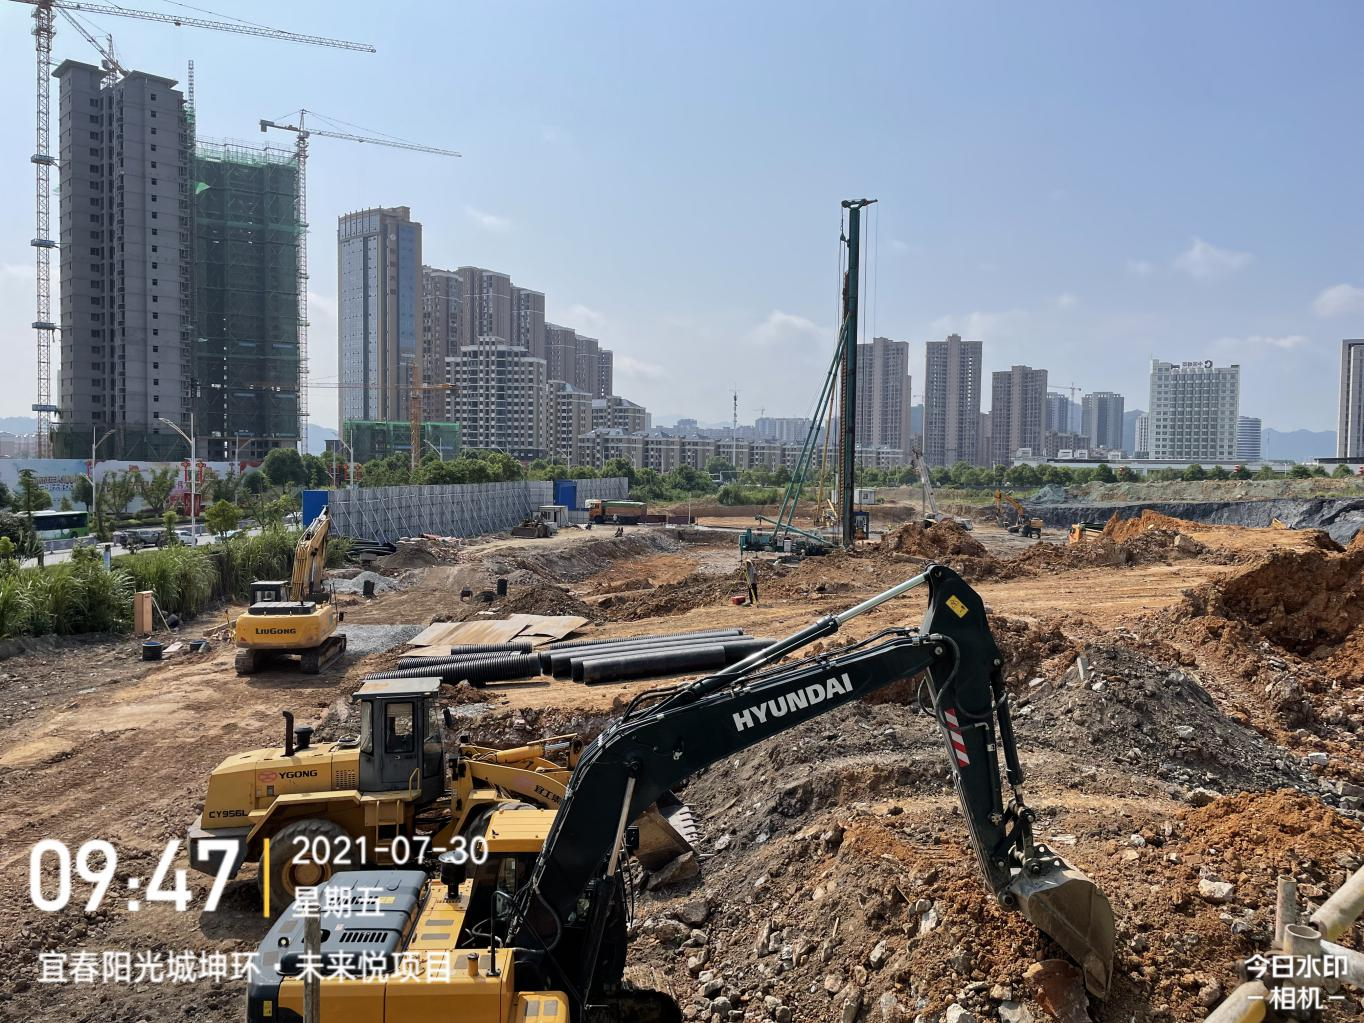 LIUGONG
HYUNDAI
YGONG
CY956L
09:47
2021-07-30
星期五
宜春阳光城坤环·未来悦项目
今日水印
-相机-